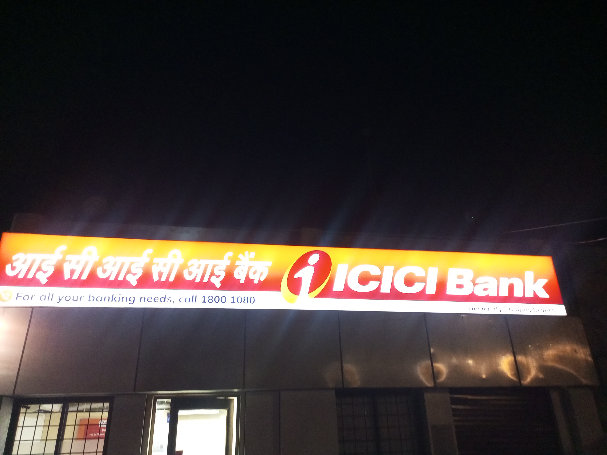 आई सी आई सी आई बैंक
ICICI Bank
For all your banking needs, call 1800 1080